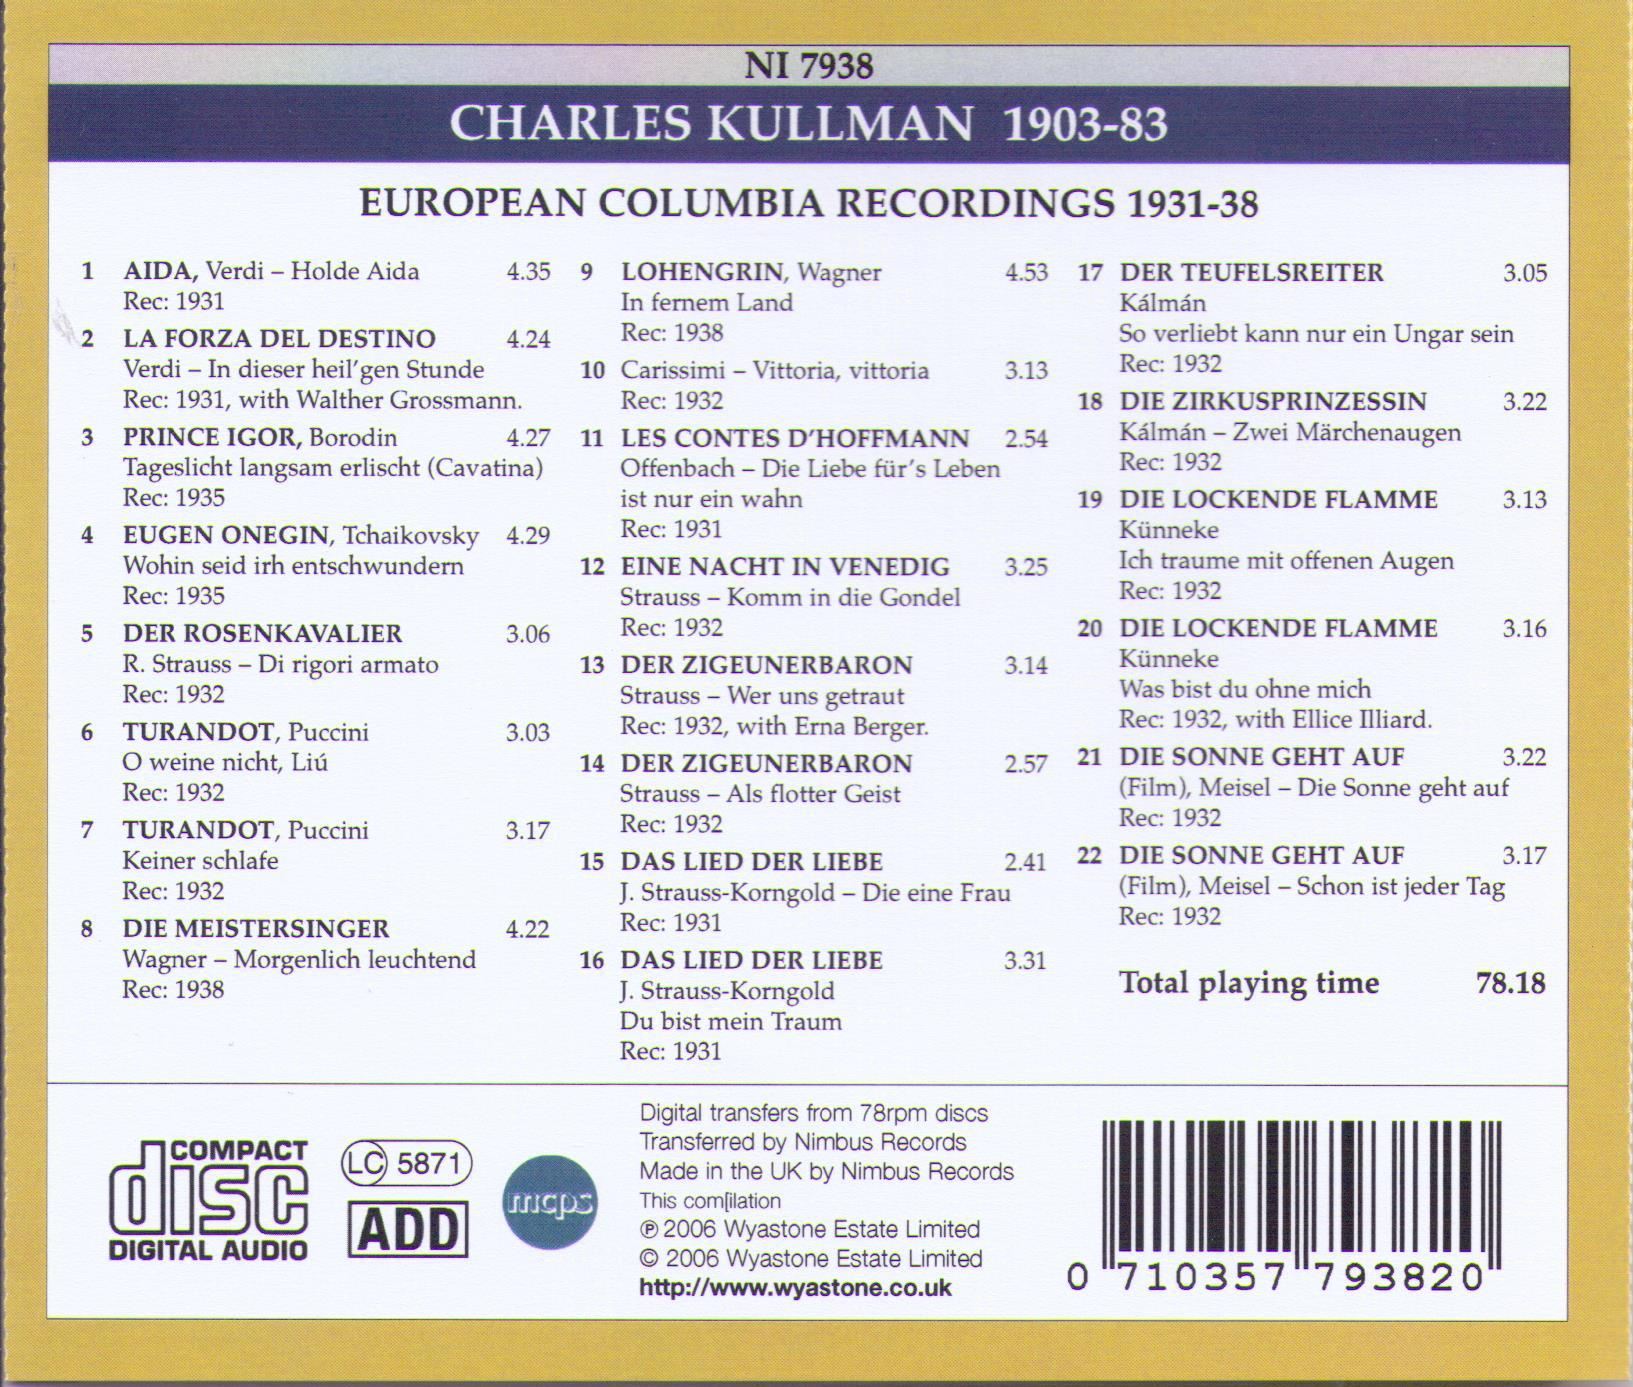 NI 7938
CHARLES KULLMAN 1903-83
EUROPEAN COLUMBIA RECORDINGS 1931-38
1 AIDA, Verdi – Holde Aida 4.35
Rec: 1931
2 LA FORZA DEL DESTINO 4.24
Verdi – In dieser heil'gen Stunde
Rec: 1931, with Walther Grossmann.
3 PRINCE IGOR, Borodin 4.27
Tageslicht langsam erlischt (Cavatina)
Rec: 1935
4 EUGEN ONEGIN, Tchaikovsky 4.29
Wohin seid irh entschwundern
Rec: 1935
5 DER ROSENKAVALIER 3.06
R. Strauss – Di rigori armato
Rec: 1932
6 TURANDOT, Puccini 3.03
O weine nicht, Liú
Rec: 1932
7 TURANDOT, Puccini 3.17
Keiner schlafe
Rec: 1932
8 DIE MEISTERSINGER 4.22
Wagner – Morgenlich leuchtend
Rec: 1938
9 LOHENGRIN, Wagner 4.53
In fernem Land
Rec: 1938
10 Carissimi – Vittoria, vittoria 3.13
Rec: 1932
11 LES CONTES D'HOFFMANN 2.54
Offenbach – Die Liebe für's Leben
ist nur ein wahn
Rec: 1931
12 EINE NACHT IN VENEDIG 3.25
Strauss – Komm in die Gondel
Rec: 1932
13 DER ZIGEUNERBARON 3.14
Strauss – Wer uns getraut
Rec: 1932, with Erna Berger.
14 DER ZIGEUNERBARON 2.57
Strauss – Als flotter Geist
Rec: 1932
15 DAS LIED DER LIEBE 2.41
J. Strauss-Korngold – Die eine Frau
Rec: 1931
16 DAS LIED DER LIEBE 3.31
J. Strauss-Korngold
Du bist mein Traum
Rec: 1931
17 DER TEUFELSREITER 3.05
Kálmán
So verliebt kann nur ein Ungar sein
Rec: 1932
18 DIE ZIRKUSPRINZESSIN 3.22
Kálmán – Zwei Märchenaugen
Rec: 1932
19 DIE LOCKENDE FLAMME 3.13
Künneke
Ich traume mit offenen Augen
Rec: 1932
20 DIE LOCKENDE FLAMME 3.16
Künneke
Was bist du ohne mich
Rec: 1932, with Ellice Illiard.
21 DIE SONNE GEHT AUF 3.22
(Film), Meisel – Die Sonne geht auf
Rec: 1932
22 DIE SONNE GEHT AUF 3.17
(Film), Meisel – Schon ist jeder Tag
Rec: 1932
Total playing time 78.18
COMPACT
disc
DIGITAL AUDIO
LC 5871
ADD
mcps
Digital transfers from 78rpm discs
Transferred by Nimbus Records
Made in the UK by Nimbus Records
This com[ilation
℗ 2006 Wyastone Estate Limited
© 2006 Wyastone Estate Limited
http://www.wyastone.co.uk
0 710357 793820